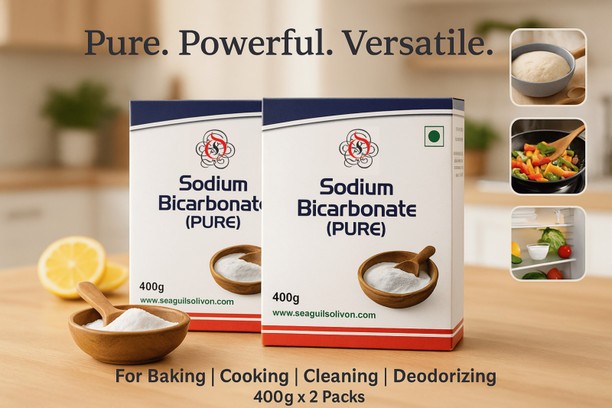 Pure. Powerful. Versatile.
Sodium
Bicarbonate
(PURE)
400g
www.seaguilsolivon.com
Sodium
Bicarbonate
(PURE)
400g
www.seaguilsolivon.com
For Baking | Cooking | Cleaning | Deodorizing
400g x 2 Packs